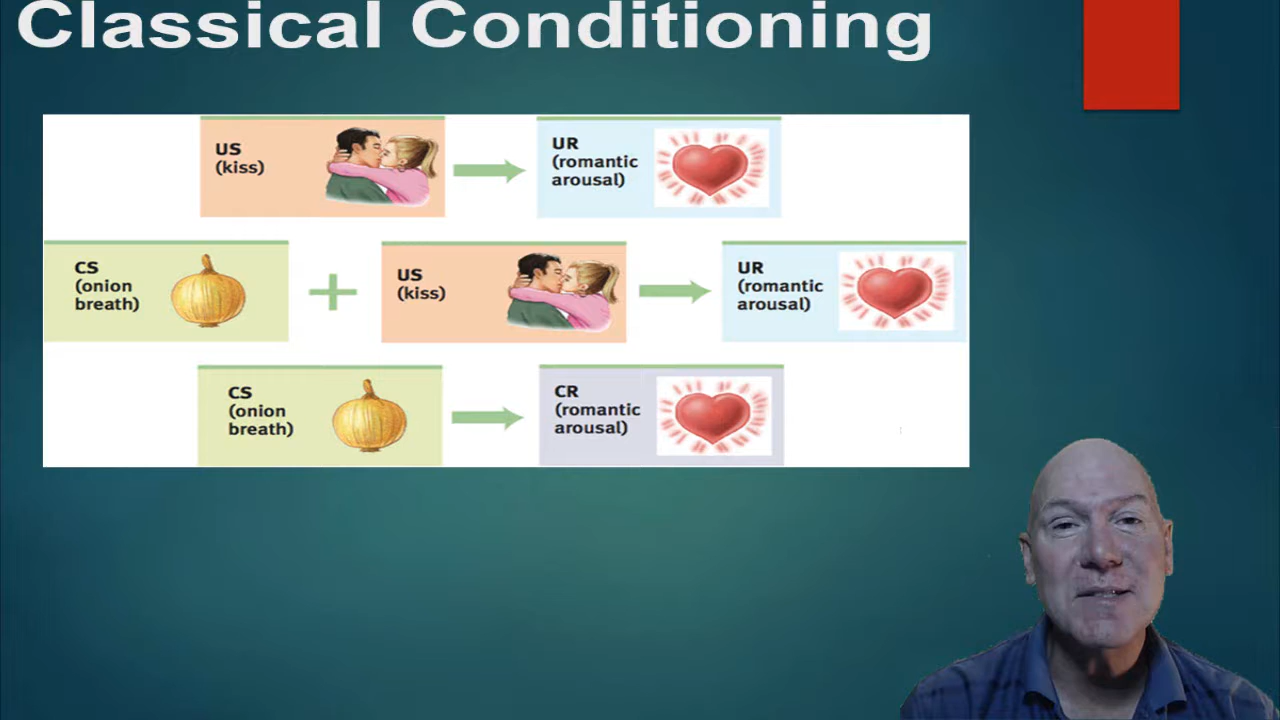 Classical Conditioning
US
(kiss)
UR
(romantic
arousal)
CS
(onion
breath)
US
(kiss)
UR
(romantic
arousal)
CS
(onion
breath)
CR
(romantic
arousal)